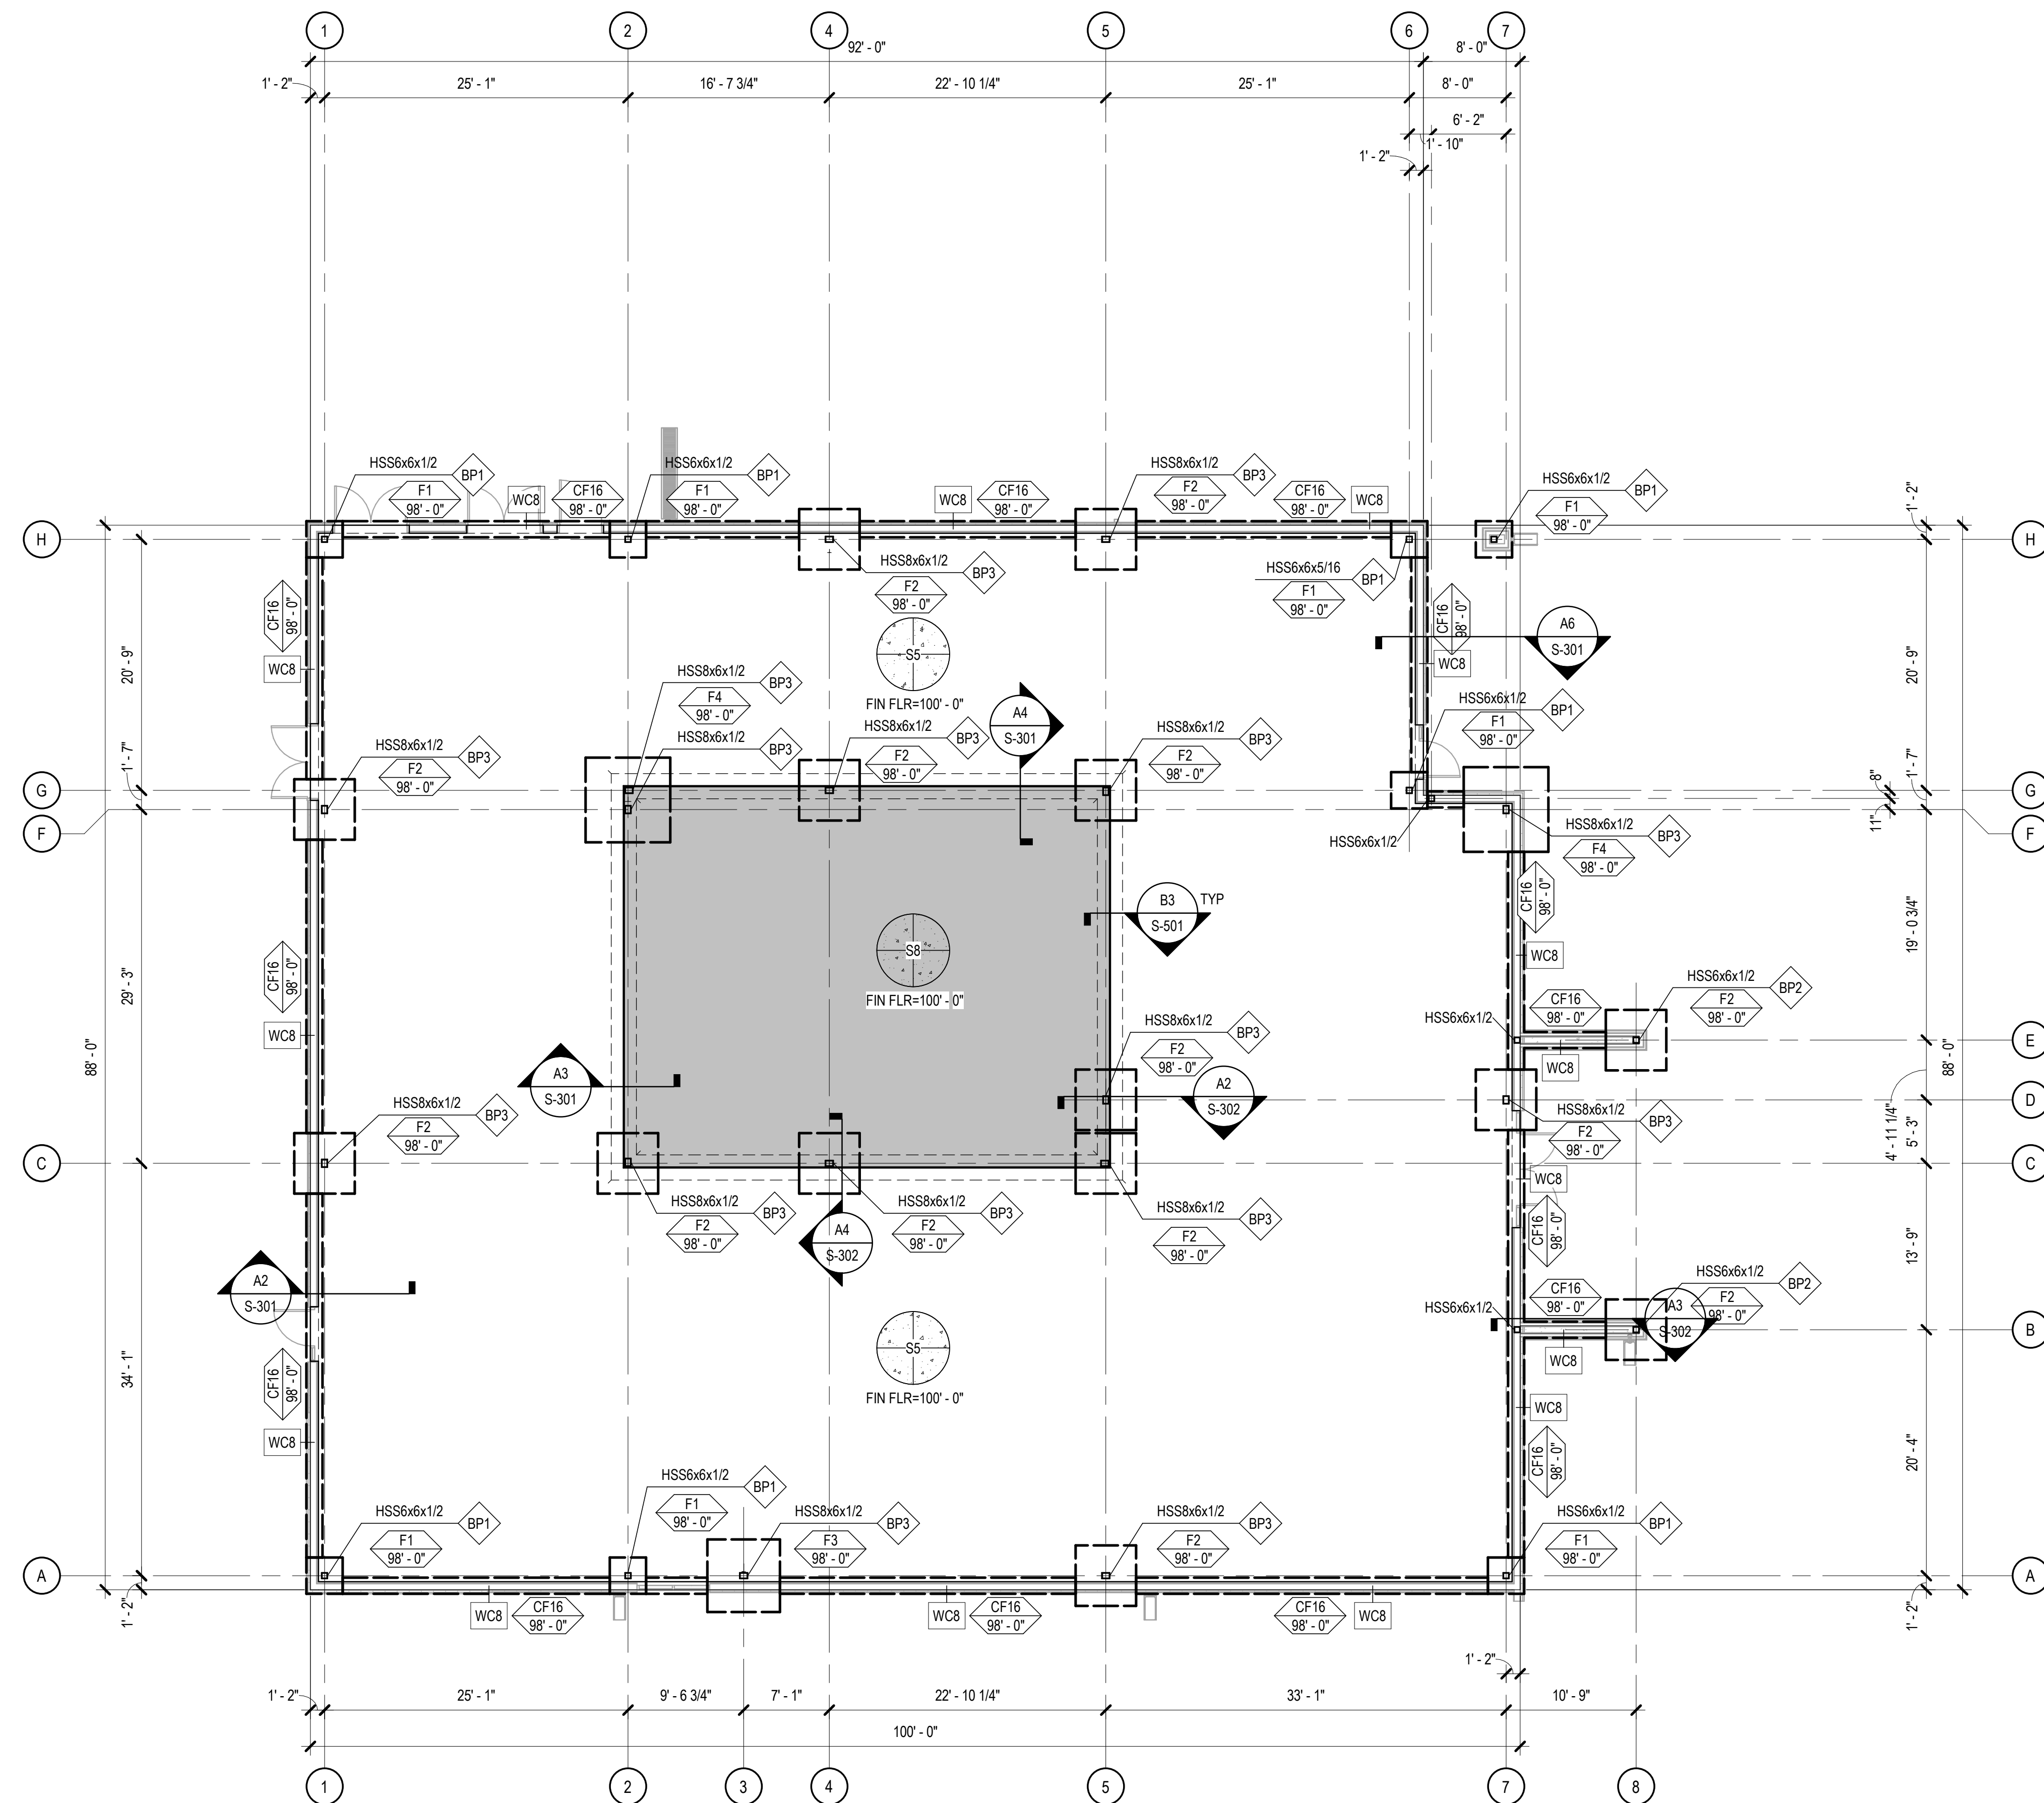 1
2
4
5
6
7
92' - 0"
8' - 0"
1' - 2"
25' - 1"
16' - 7 3/4"
22' - 10 1/4"
25' - 1"
8' - 0"
6' - 2"
1' - 10"
1' - 2"
HSS6x6x1/2
BP1
F1
98' - 0"
WC8
CF16
98' - 0"
HSS6x6x1/2
BP1
F1
98' - 0"
WC8
CF16
98' - 0"
HSS8x6x1/2
BP3
F2
98' - 0"
CF16
98' - 0"
WC8
HSS6x6x1/2
BP1
F1
98' - 0"
1' - 2"
H
H
HSS8x6x1/2
BP3
F2
98' - 0"
HSS6x6x5/16
BP1
F1
98' - 0"
CF16
98' - 0"
CF16
98' - 0"
A6
S-301
S5
FIN FLR=100' - 0"
WC8
WC8
20' - 9"
20' - 9"
HSS8x6x1/2
BP3
F4
98' - 0"
HSS8x6x1/2
BP3
HSS8x6x1/2
BP3
F2
98' - 0"
A4
S-301
HSS8x6x1/2
BP3
F2
98' - 0"
HSS6x6x1/2
BP1
F1
98' - 0"
HSS8x6x1/2
BP3
F2
98' - 0"
1' - 7"
8"
1' - 7"
11"
G
G
F
F
HSS6x6x1/2
HSS8x6x1/2
BP3
F4
98' - 0"
CF16
98' - 0"
B3
S-501
TYP
S8
FIN FLR=100' - 0"
CF16
98' - 0"
WC8
WC8
29' - 3"
19' - 0 3/4"
HSS6x6x1/2
BP2
F2
98' - 0"
CF16
98' - 0"
HSS6x6x1/2
WC8
E
88' - 0"
88' - 0"
HSS8x6x1/2
BP3
F2
98' - 0"
A3
S-301
A2
S-302
D
HSS8x6x1/2
BP3
F2
98' - 0"
HSS8x6x1/2
BP3
F2
98' - 0"
4' - 11 1/4"
5' - 3"
C
C
WC8
CF16
98' - 0"
HSS8x6x1/2
BP3
F2
98' - 0"
A4
S-302
HSS8x6x1/2
BP3
F2
98' - 0"
HSS8x6x1/2
BP3
F2
98' - 0"
13' - 9"
A2
S-301
HSS6x6x1/2
BP2
F2
98' - 0"
CF16
98' - 0"
HSS6x6x1/2
A3
S-302
B
WC8
S5
FIN FLR=100' - 0"
34' - 1"
CF16
98' - 0"
WC8
WC8
CF16
98' - 0"
20' - 4"
HSS6x6x1/2
BP1
F1
98' - 0"
HSS6x6x1/2
BP1
F1
98' - 0"
HSS8x6x1/2
BP3
F3
98' - 0"
HSS8x6x1/2
BP3
F2
98' - 0"
HSS6x6x1/2
BP1
F1
98' - 0"
A
A
1' - 2"
1' - 2"
WC8
CF16
98' - 0"
WC8
CF16
98' - 0"
CF16
98' - 0"
WC8
1' - 2"
1' - 2"
25' - 1"
9' - 6 3/4"
7' - 1"
22' - 10 1/4"
33' - 1"
10' - 9"
100' - 0"
1
2
3
4
5
7
8